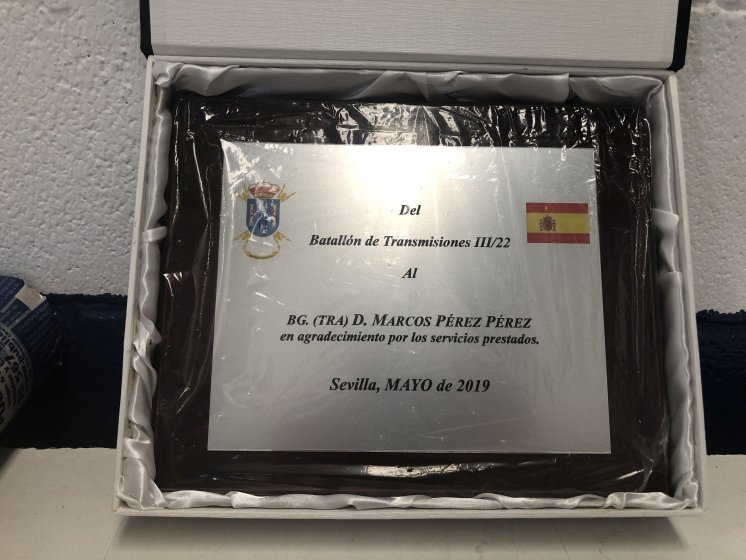 Del
Batallón de Transmisiones III/22
Al
BG. (TRA) D. MARCOS PÉREZ PÉREZ
en agradecimiento por los servicios prestados.
Sevilla, MAYO de 2019